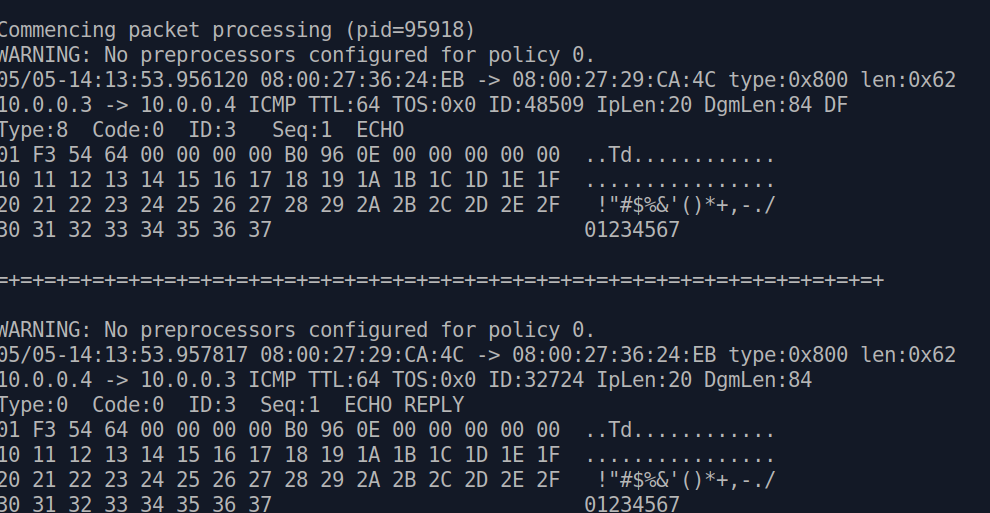 Commencing packet processing (pid=95918)
WARNING: No preprocessors configured for policy 0.
05/05-14:13:53.956120 08:00:27:36:24:EB -> 08:00:27:29:CA:4C type:0x800 len:0x62
10.0.0.3 -> 10.0.0.4 ICMP TTL:64 TOS:0x0 ID:48509 IpLen:20 DgmLen:84 DF
Type:8  Code:0  ID:3   Seq:1  ECHO
01 F3 54 64 00 00 00 00 B0 96 0E 00 00 00 00 00  ..Td............
10 11 12 13 14 15 16 17 18 19 1A 1B 1C 1D 1E 1F  ................
20 21 22 23 24 25 26 27 28 29 2A 2B 2C 2D 2E 2F   !"#$%&'()*+,-./
30 31 32 33 34 35 36 37                          01234567
=+=+=+=+=+=+=+=+=+=+=+=+=+=+=+=+=+=+=+=+=+=+=+=+=+=+=+=+=+=+=+=+=+=+=+=+=+
WARNING: No preprocessors configured for policy 0.
05/05-14:13:53.957817 08:00:27:29:CA:4C -> 08:00:27:36:24:EB type:0x800 len:0x62
10.0.0.4 -> 10.0.0.3 ICMP TTL:64 TOS:0x0 ID:32724 IpLen:20 DgmLen:84
Type:0  Code:0  ID:3  Seq:1  ECHO REPLY
01 F3 54 64 00 00 00 00 B0 96 0E 00 00 00 00 00  ..Td............
10 11 12 13 14 15 16 17 18 19 1A 1B 1C 1D 1E 1F  ................
20 21 22 23 24 25 26 27 28 29 2A 2B 2C 2D 2E 2F   !"#$%&'()*+,-./
30 31 32 33 34 35 36 37                          01234567